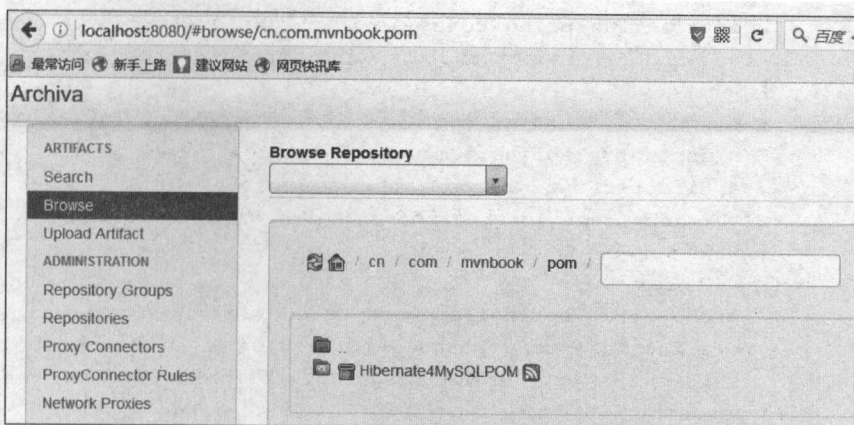 localhost:8080/#browse/cn.com.mvnbook.pom
百度
最常访问 新手上路 建议网站 网页快讯库
Archiva
ARTIFACTS
Search
Browse
Upload Artifact
ADMINISTRATION
Repository Groups
Repositories
Proxy Connectors
ProxyConnector Rules
Network Proxies
Browse Repository
/ cn / com / mvnbook / pom /
..
Hibernate4MySQLPOM